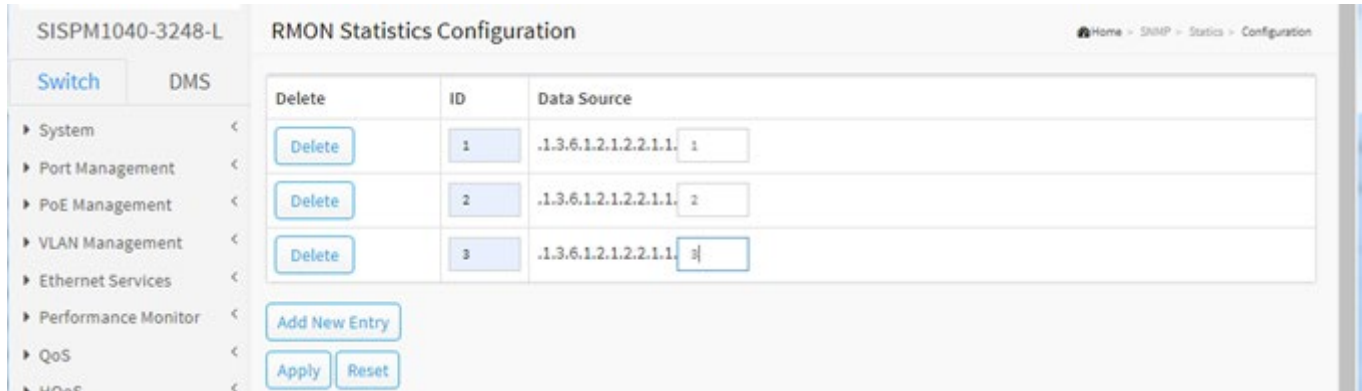 SISPM1040-3248-L
RMON Statistics Configuration
Home > SNMP > Statics > Configuration
Switch DMS
Delete ID Data Source
Delete 1 .1.3.6.1.2.1.2.2.1.1. 1
Delete 2 .1.3.6.1.2.1.2.2.1.1. 2
Delete 3 .1.3.6.1.2.1.2.2.1.1. 3
System
Port Management
PoE Management
VLAN Management
Ethernet Services
Performance Monitor
QoS
Add New Entry
Apply Reset